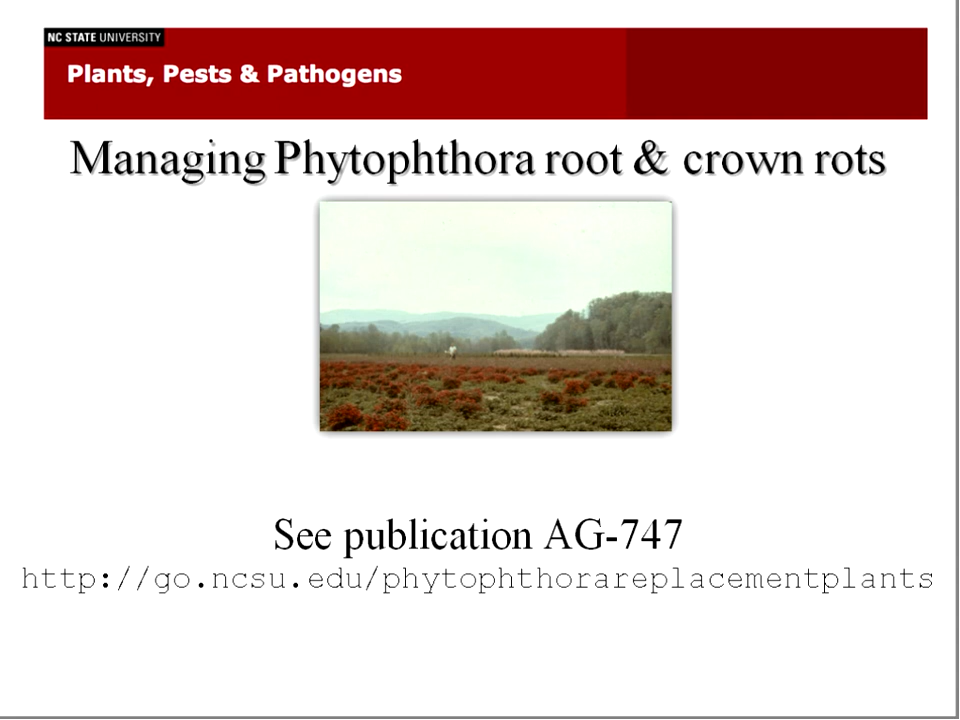 NC STATE UNIVERSITY
Plants, Pests & Pathogens
Managing Phytophthora root & crown rots
See publication AG-747
http://go.ncsu.edu/phytophthorareplacementplants